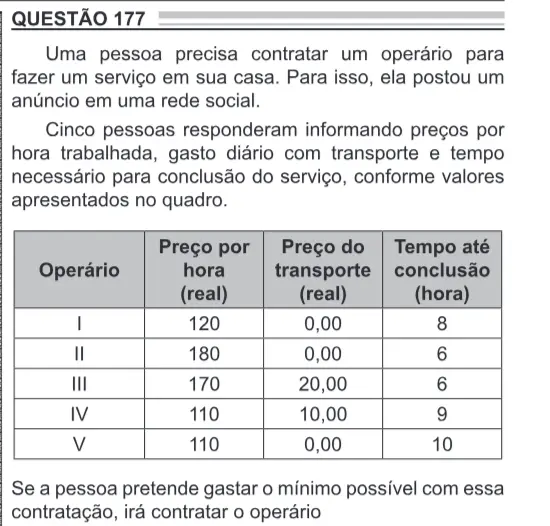 QUESTÃO 177
Uma pessoa precisa contratar um operário para
fazer um serviço em sua casa. Para isso, ela postou um
anúncio em uma rede social.
Cinco pessoas responderam informando preços por
hora trabalhada, gasto diário com transporte e tempo
necessário para conclusão do serviço, conforme valores
apresentados no quadro.
Operário
Preço por
hora
(real)
Preço do
transporte
(real)
Tempo até
conclusão
(hora)
I 120 0,00 8
II 180 0,00 6
III 170 20,00 6
IV 110 10,00 9
V 110 0,00 10
Se a pessoa pretende gastar o mínimo possível com essa
contratação, irá contratar o operário